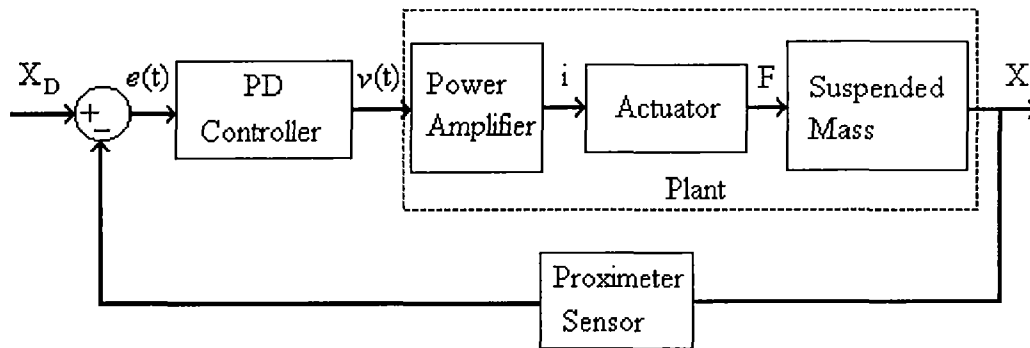 X_D
+
−
e(t)
PD
Controller
v(t)
Power
Amplifier
i
Actuator
F
Suspended
Mass
X
Plant
Proximeter
Sensor